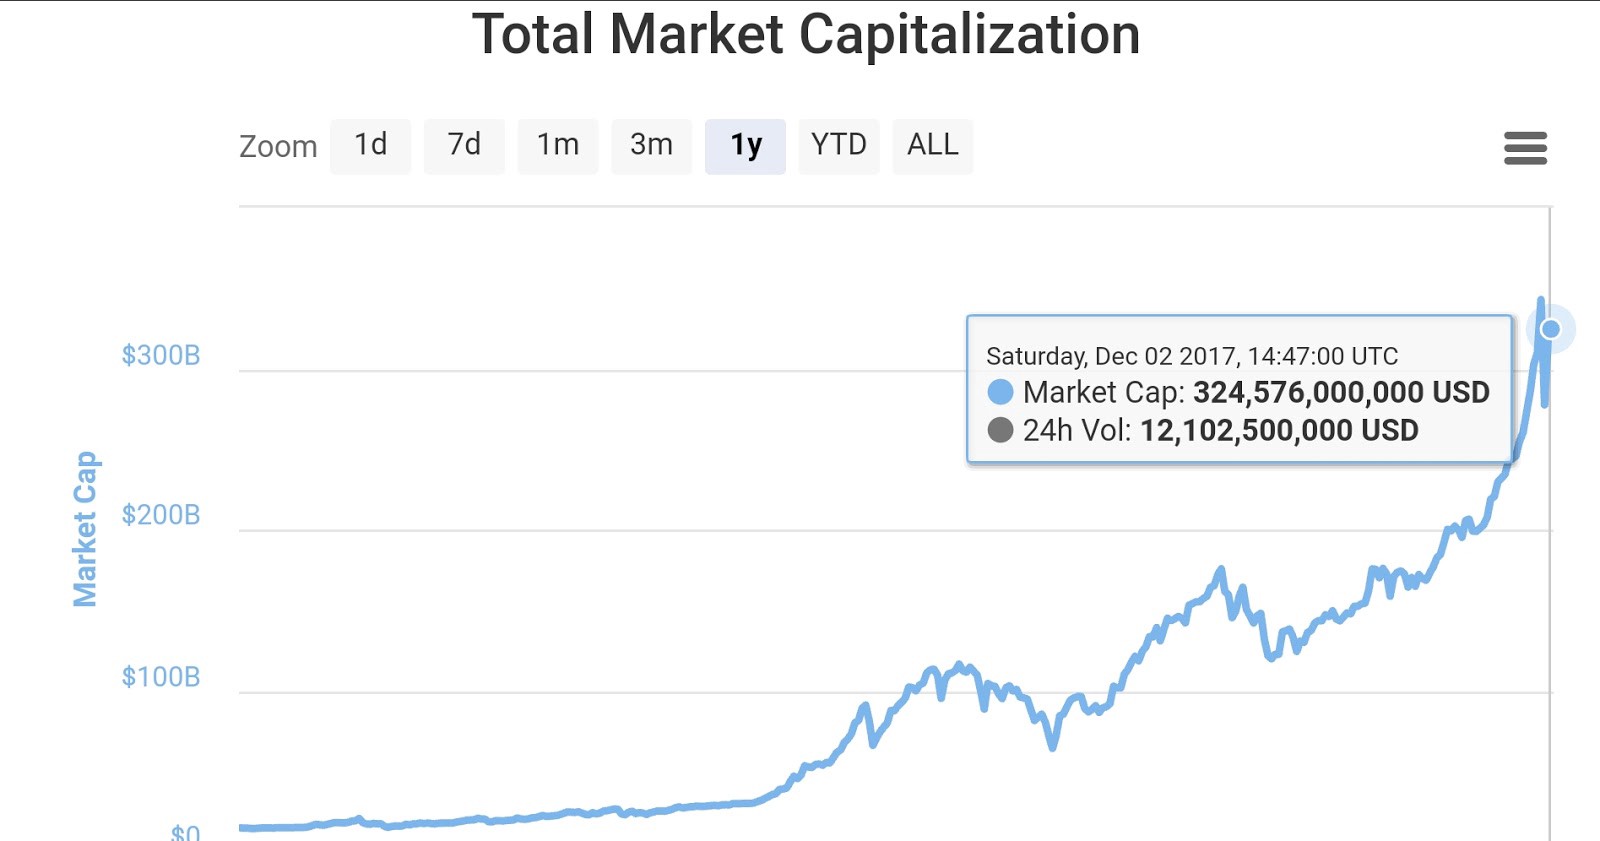 Total Market Capitalization
Zoom 1d 7d 1m 3m 1y YTD ALL
$300B
Saturday, Dec 02 2017, 14:47:00 UTC
Market Cap: 324,576,000,000 USD
24h Vol: 12,102,500,000 USD
Market Cap
$200B
$100B
$0